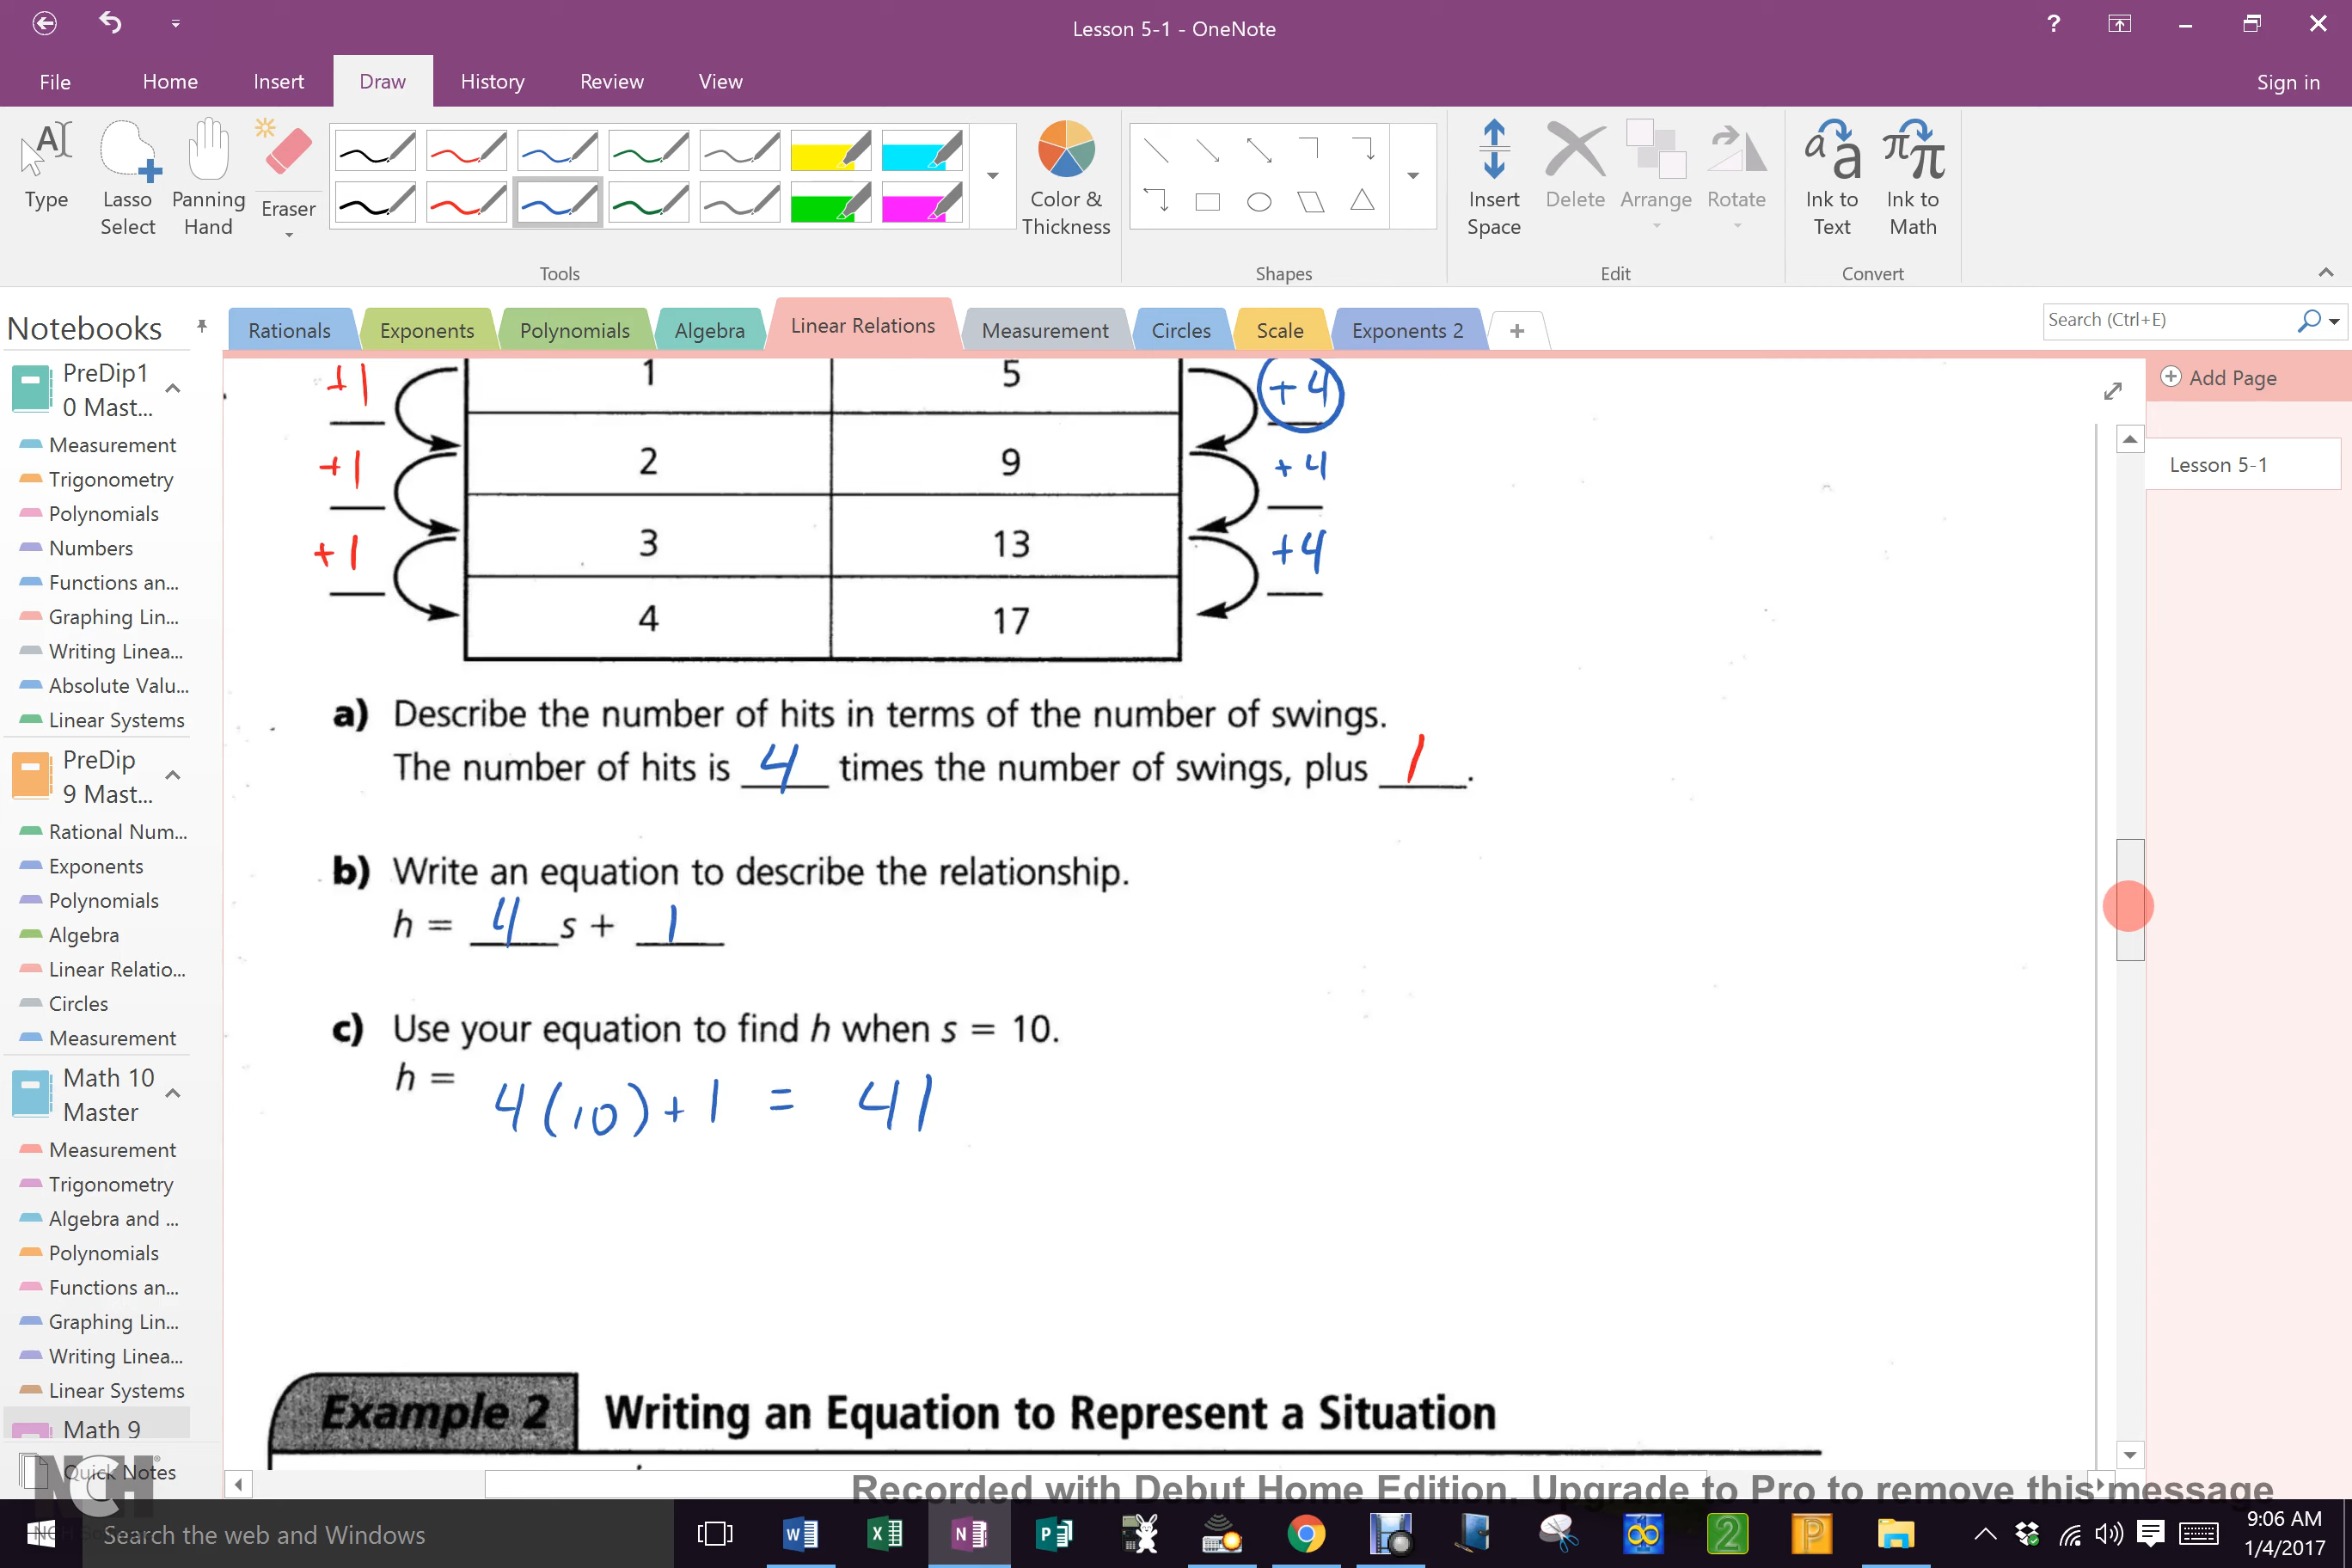 Lesson 5-1 - OneNote
?
File Home Insert Draw History Review View Sign in
Type
Lasso Select
Panning Hand
Eraser
Color & Thickness
Insert Space
Delete
Arrange
Rotate
Ink to Text
Ink to Math
Tools Shapes Edit Convert
Notebooks
Rationals Exponents Polynomials Algebra Linear Relations Measurement Circles Scale Exponents 2 +
Search (Ctrl+E)
Add Page
Lesson 5-1
PreDip1
0 Mast...
Measurement
Trigonometry
Polynomials
Numbers
Functions an...
Graphing Lin...
Writing Linea...
Absolute Valu...
Linear Systems
PreDip
9 Mast...
Rational Num...
Exponents
Polynomials
Algebra
Linear Relatio...
Circles
Measurement
Math 10
Master
Measurement
Trigonometry
Algebra and ...
Polynomials
Functions an...
Graphing Lin...
Writing Linea...
Linear Systems
Math 9
Quick Notes
+1 1 5 +4
+1 2 9 +4
+1 3 13 +4
4 17
a) Describe the number of hits in terms of the number of swings.
The number of hits is 4 times the number of swings, plus 1.
b) Write an equation to describe the relationship.
h = 4 s + 1
c) Use your equation to find h when s = 10.
h = 4(10)+1 = 41
Example 2 Writing an Equation to Represent a Situation
Recorded with Debut Home Edition. Upgrade to Pro to remove this message
NCH
Search the web and Windows
9:06 AM
1/4/2017